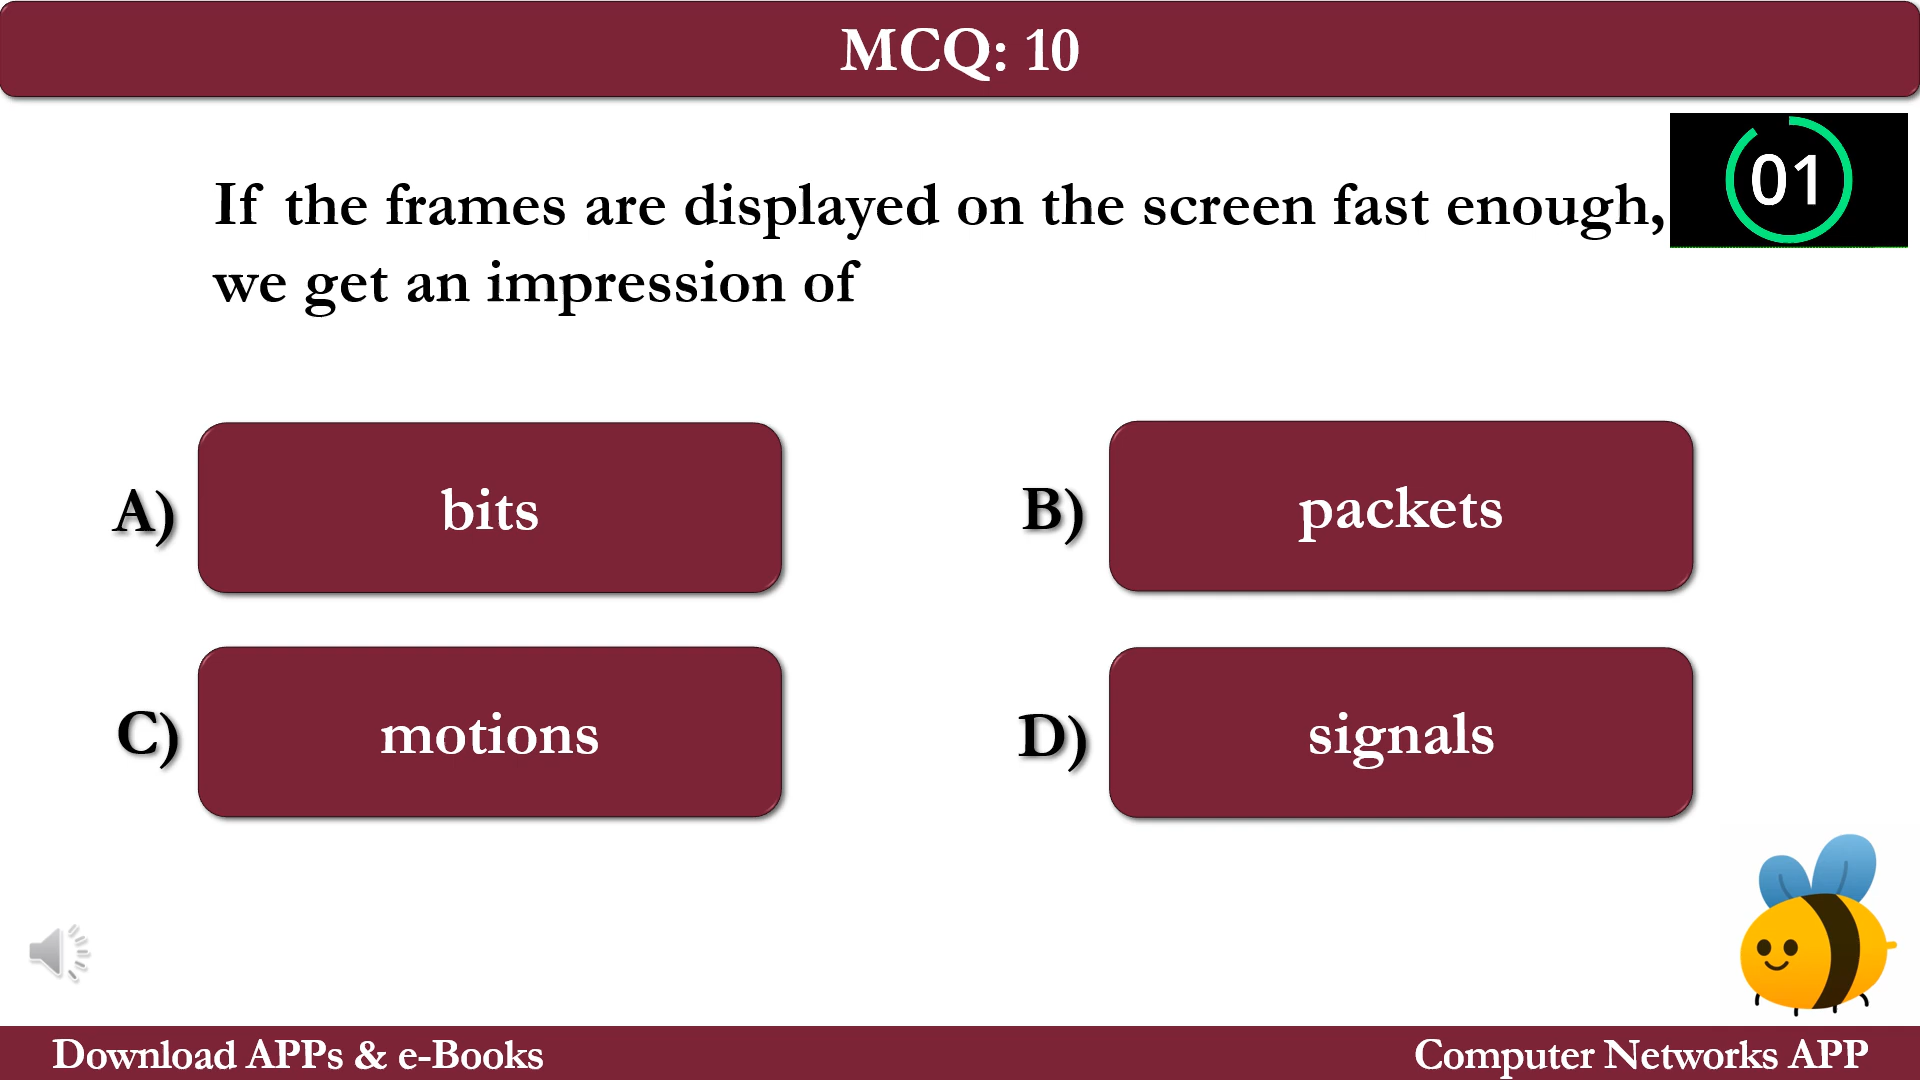 MCQ: 10
01
If the frames are displayed on the screen fast enough,
we get an impression of
A) bits
B) packets
C) motions
D) signals
Download APPs & e-Books
Computer Networks APP